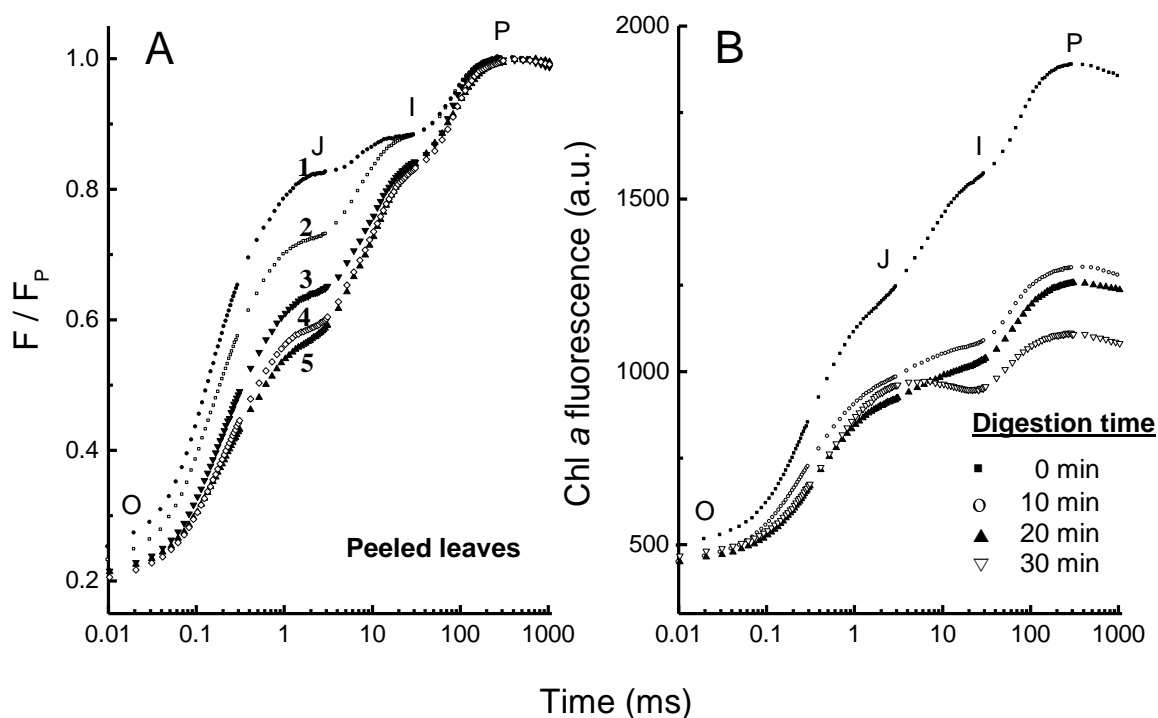 A
P
1.0
I
J
1
2
0.8
3
F / F_P
0.6
4
5
0.4
O
Peeled leaves
0.2
0.01 0.1 1 10 100 1000
2000
B
P
I
1500
J
Chl a fluorescence (a.u.)
1000
O
500
Digestion time
0 min
10 min
20 min
30 min
0.01 0.1 1 10 100 1000
Time (ms)